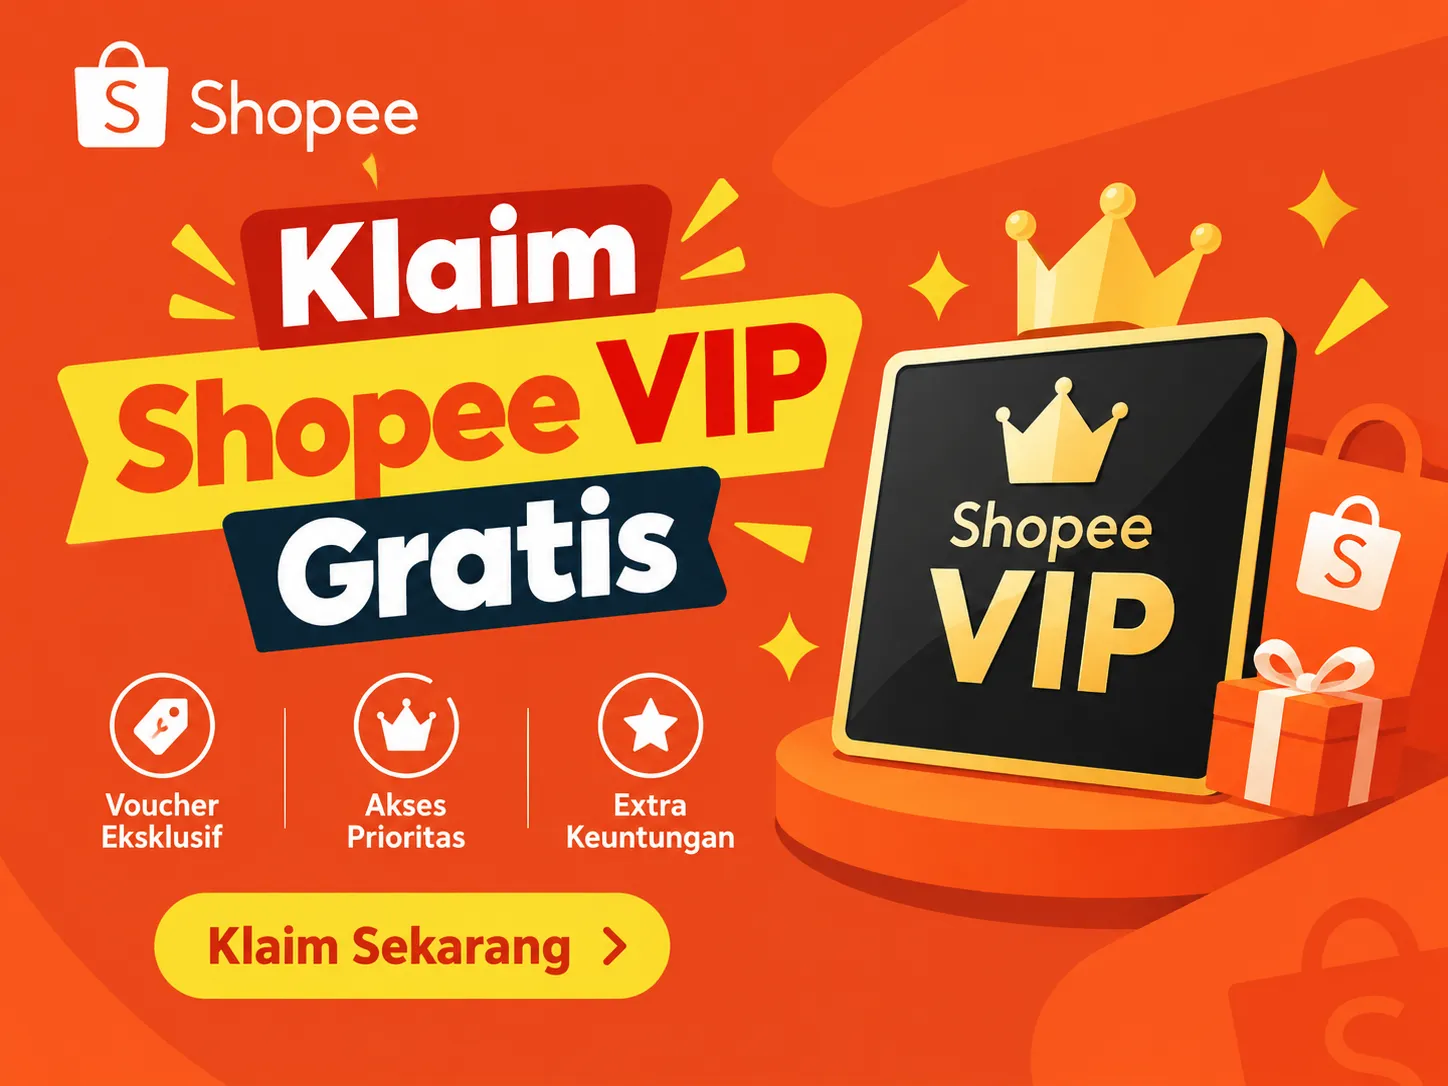 S Shopee
Klaim
Shopee VIP
Gratis
Shopee
VIP
S
Voucher
Eksklusif
Akses
Prioritas
Extra
Keuntungan
Klaim Sekarang
S